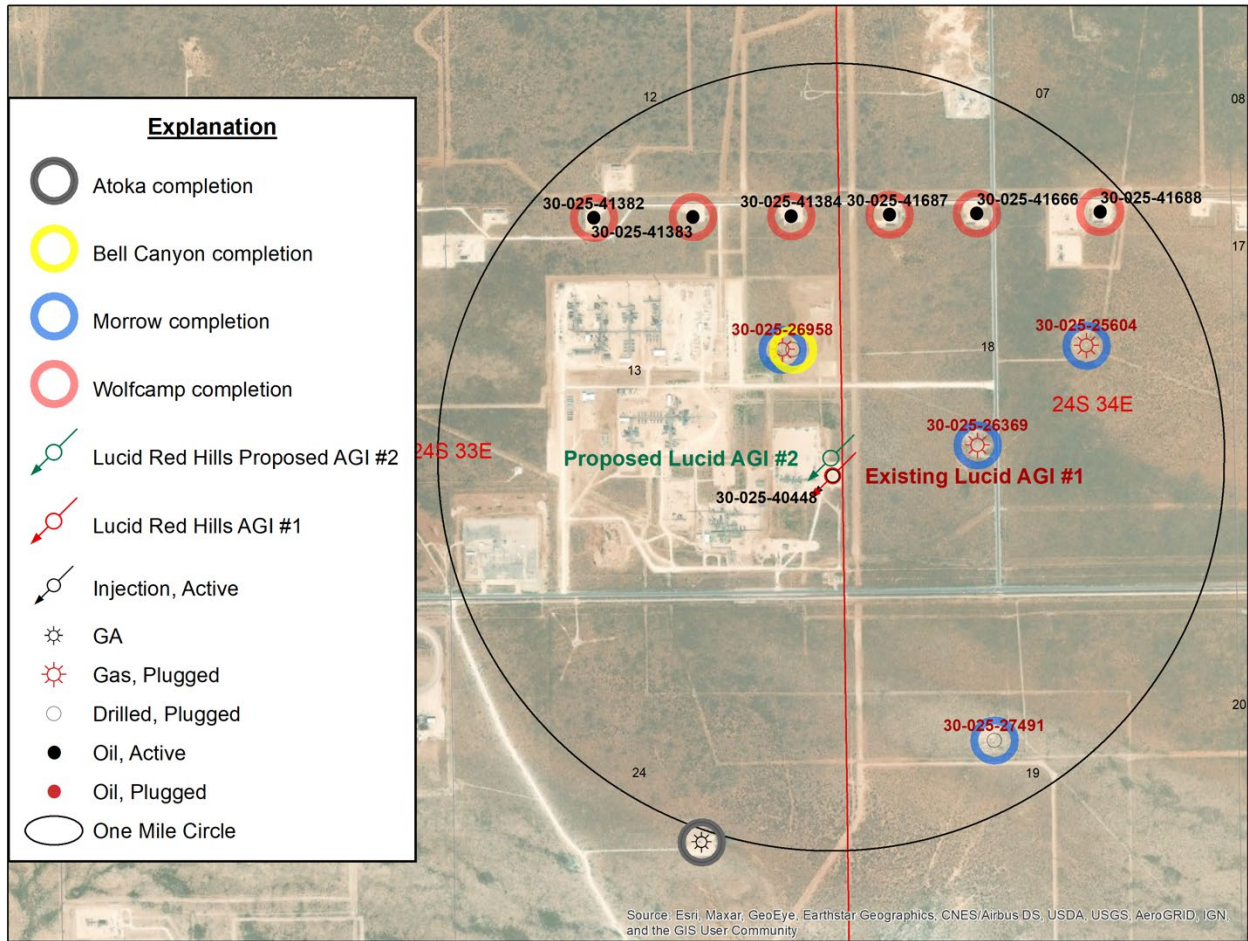 Explanation
Atoka completion
Bell Canyon completion
Morrow completion
Wolfcamp completion
Lucid Red Hills Proposed AGI #2
Lucid Red Hills AGI #1
Injection, Active
GA
Gas, Plugged
Drilled, Plugged
Oil, Active
Oil, Plugged
One Mile Circle
12
07
08
30-025-41382
30-025-41383
30-025-41384
30-025-41687
30-025-41666
30-025-41688
17
30-025-26958
30-025-25604
13
18
24S 34E
30-025-26369
24S 33E
Proposed Lucid AGI #2
Existing Lucid AGI #1
30-025-40448
30-025-27491
20
24
19
Source: Esri, Maxar, GeoEye, Earthstar Geographics, CNES/Airbus DS, USDA, USGS, AeroGRID, IGN,
and the GIS User Community